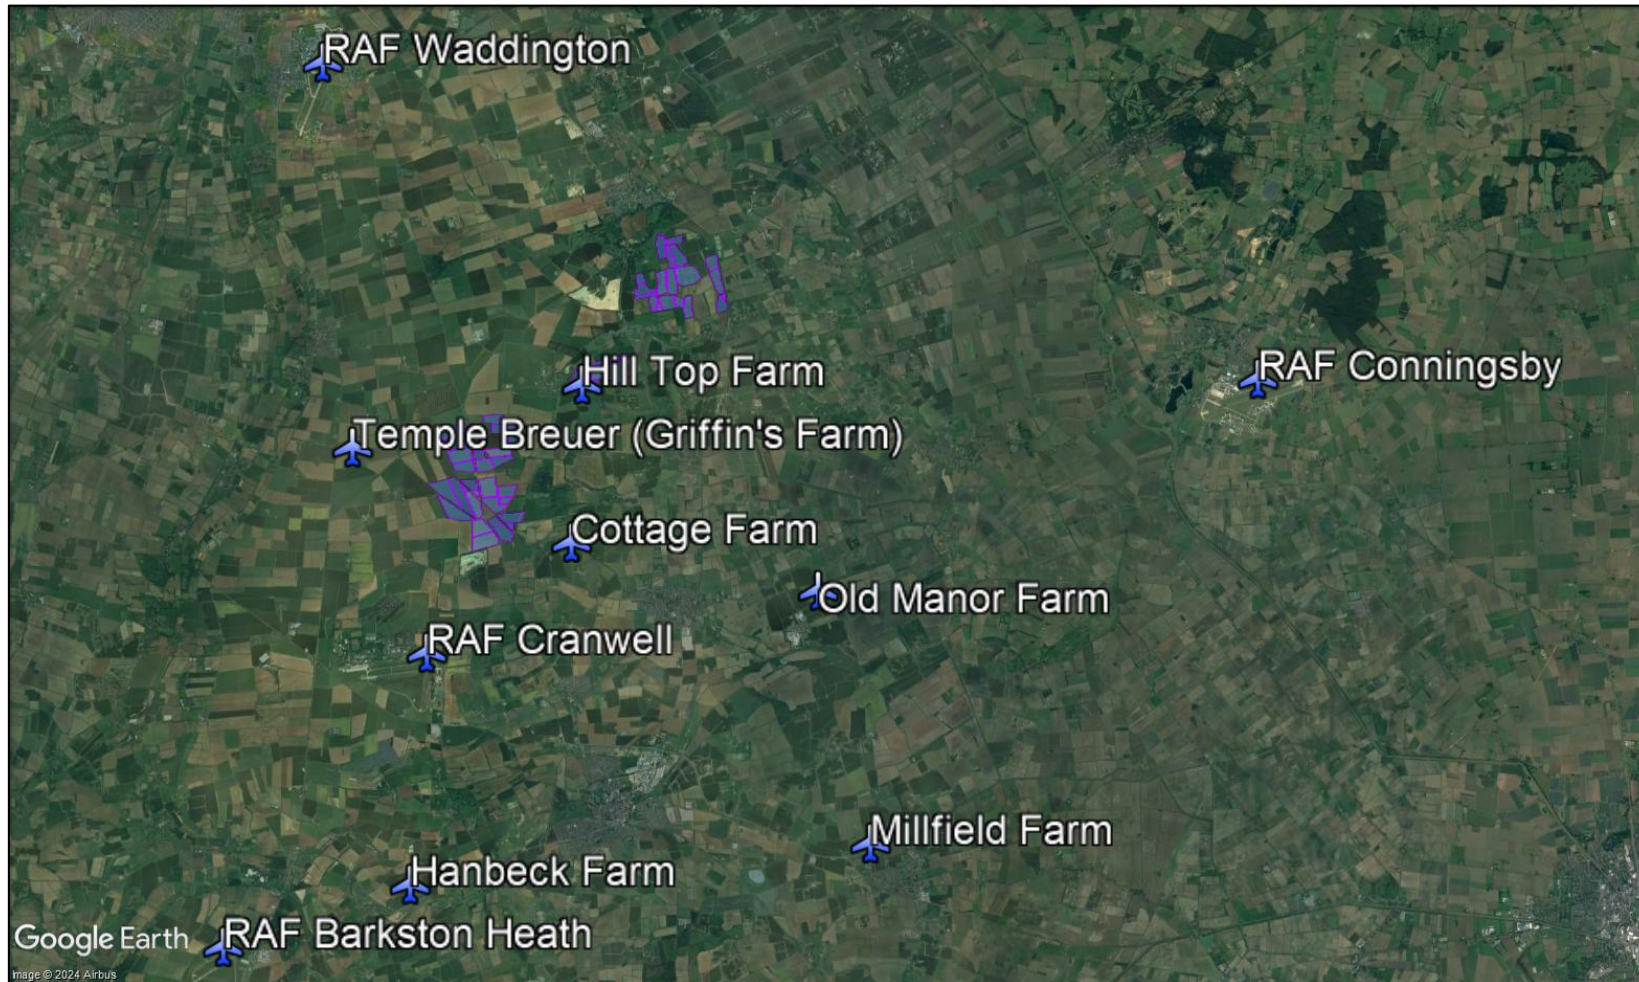 RAF Waddington
Hill Top Farm
RAF Conningsby
Temple Breuer (Griffin's Farm)
Cottage Farm
Old Manor Farm
RAF Cranwell
Millfield Farm
Hanbeck Farm
RAF Barkston Heath
Google Earth
Image © 2024 Airbus